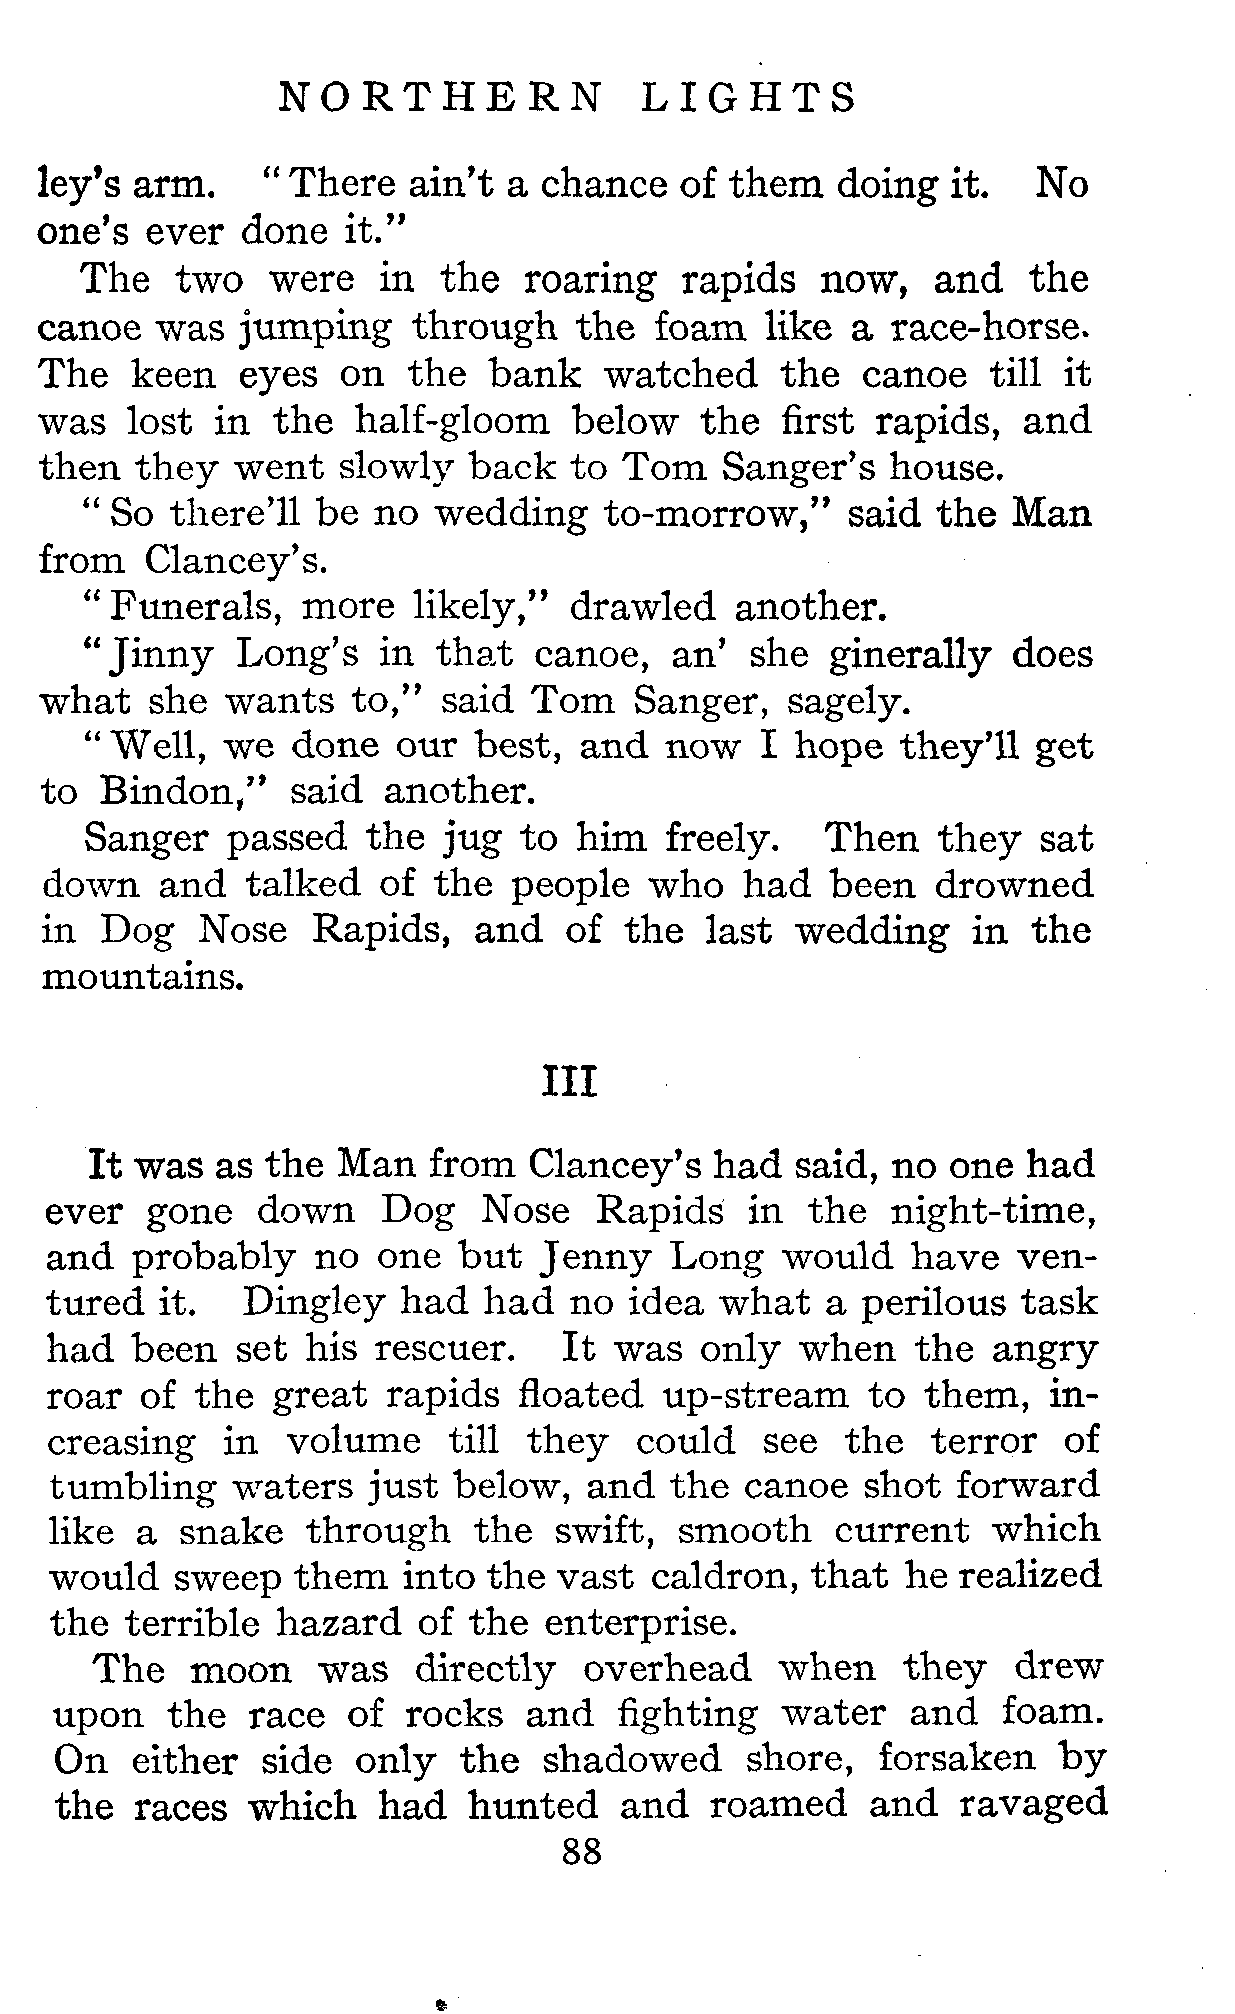 NORTHERN LIGHTS
ley's arm. "There ain't a chance of them doing it. No
one's ever done it."
The two were in the roaring rapids now, and the
canoe was jumping through the foam like a race-horse.
The keen eyes on the bank watched the canoe till it
was lost in the half-gloom below the first rapids, and
then they went slowly back to Tom Sanger's house.
"So there'll be no wedding to-morrow," said the Man
from Clancey's.
"Funerals, more likely," drawled another.
"Jinny Long's in that canoe, an' she ginerally does
what she wants to," said Tom Sanger, sagely.
"Well, we done our best, and now I hope they'll get
to Bindon," said another.
Sanger passed the jug to him freely. Then they sat
down and talked of the people who had been drowned
in Dog Nose Rapids, and of the last wedding in the
mountains.
III
It was as the Man from Clancey's had said, no one had
ever gone down Dog Nose Rapids in the night-time,
and probably no one but Jenny Long would have ven-
tured it. Dingley had had no idea what a perilous task
had been set his rescuer. It was only when the angry
roar of the great rapids floated up-stream to them, in-
creasing in volume till they could see the terror of
tumbling waters just below, and the canoe shot forward
like a snake through the swift, smooth current which
would sweep them into the vast caldron, that he realized
the terrible hazard of the enterprise.
The moon was directly overhead when they drew
upon the race of rocks and fighting water and foam.
On either side only the shadowed shore, forsaken by
the races which had hunted and roamed and ravaged
88